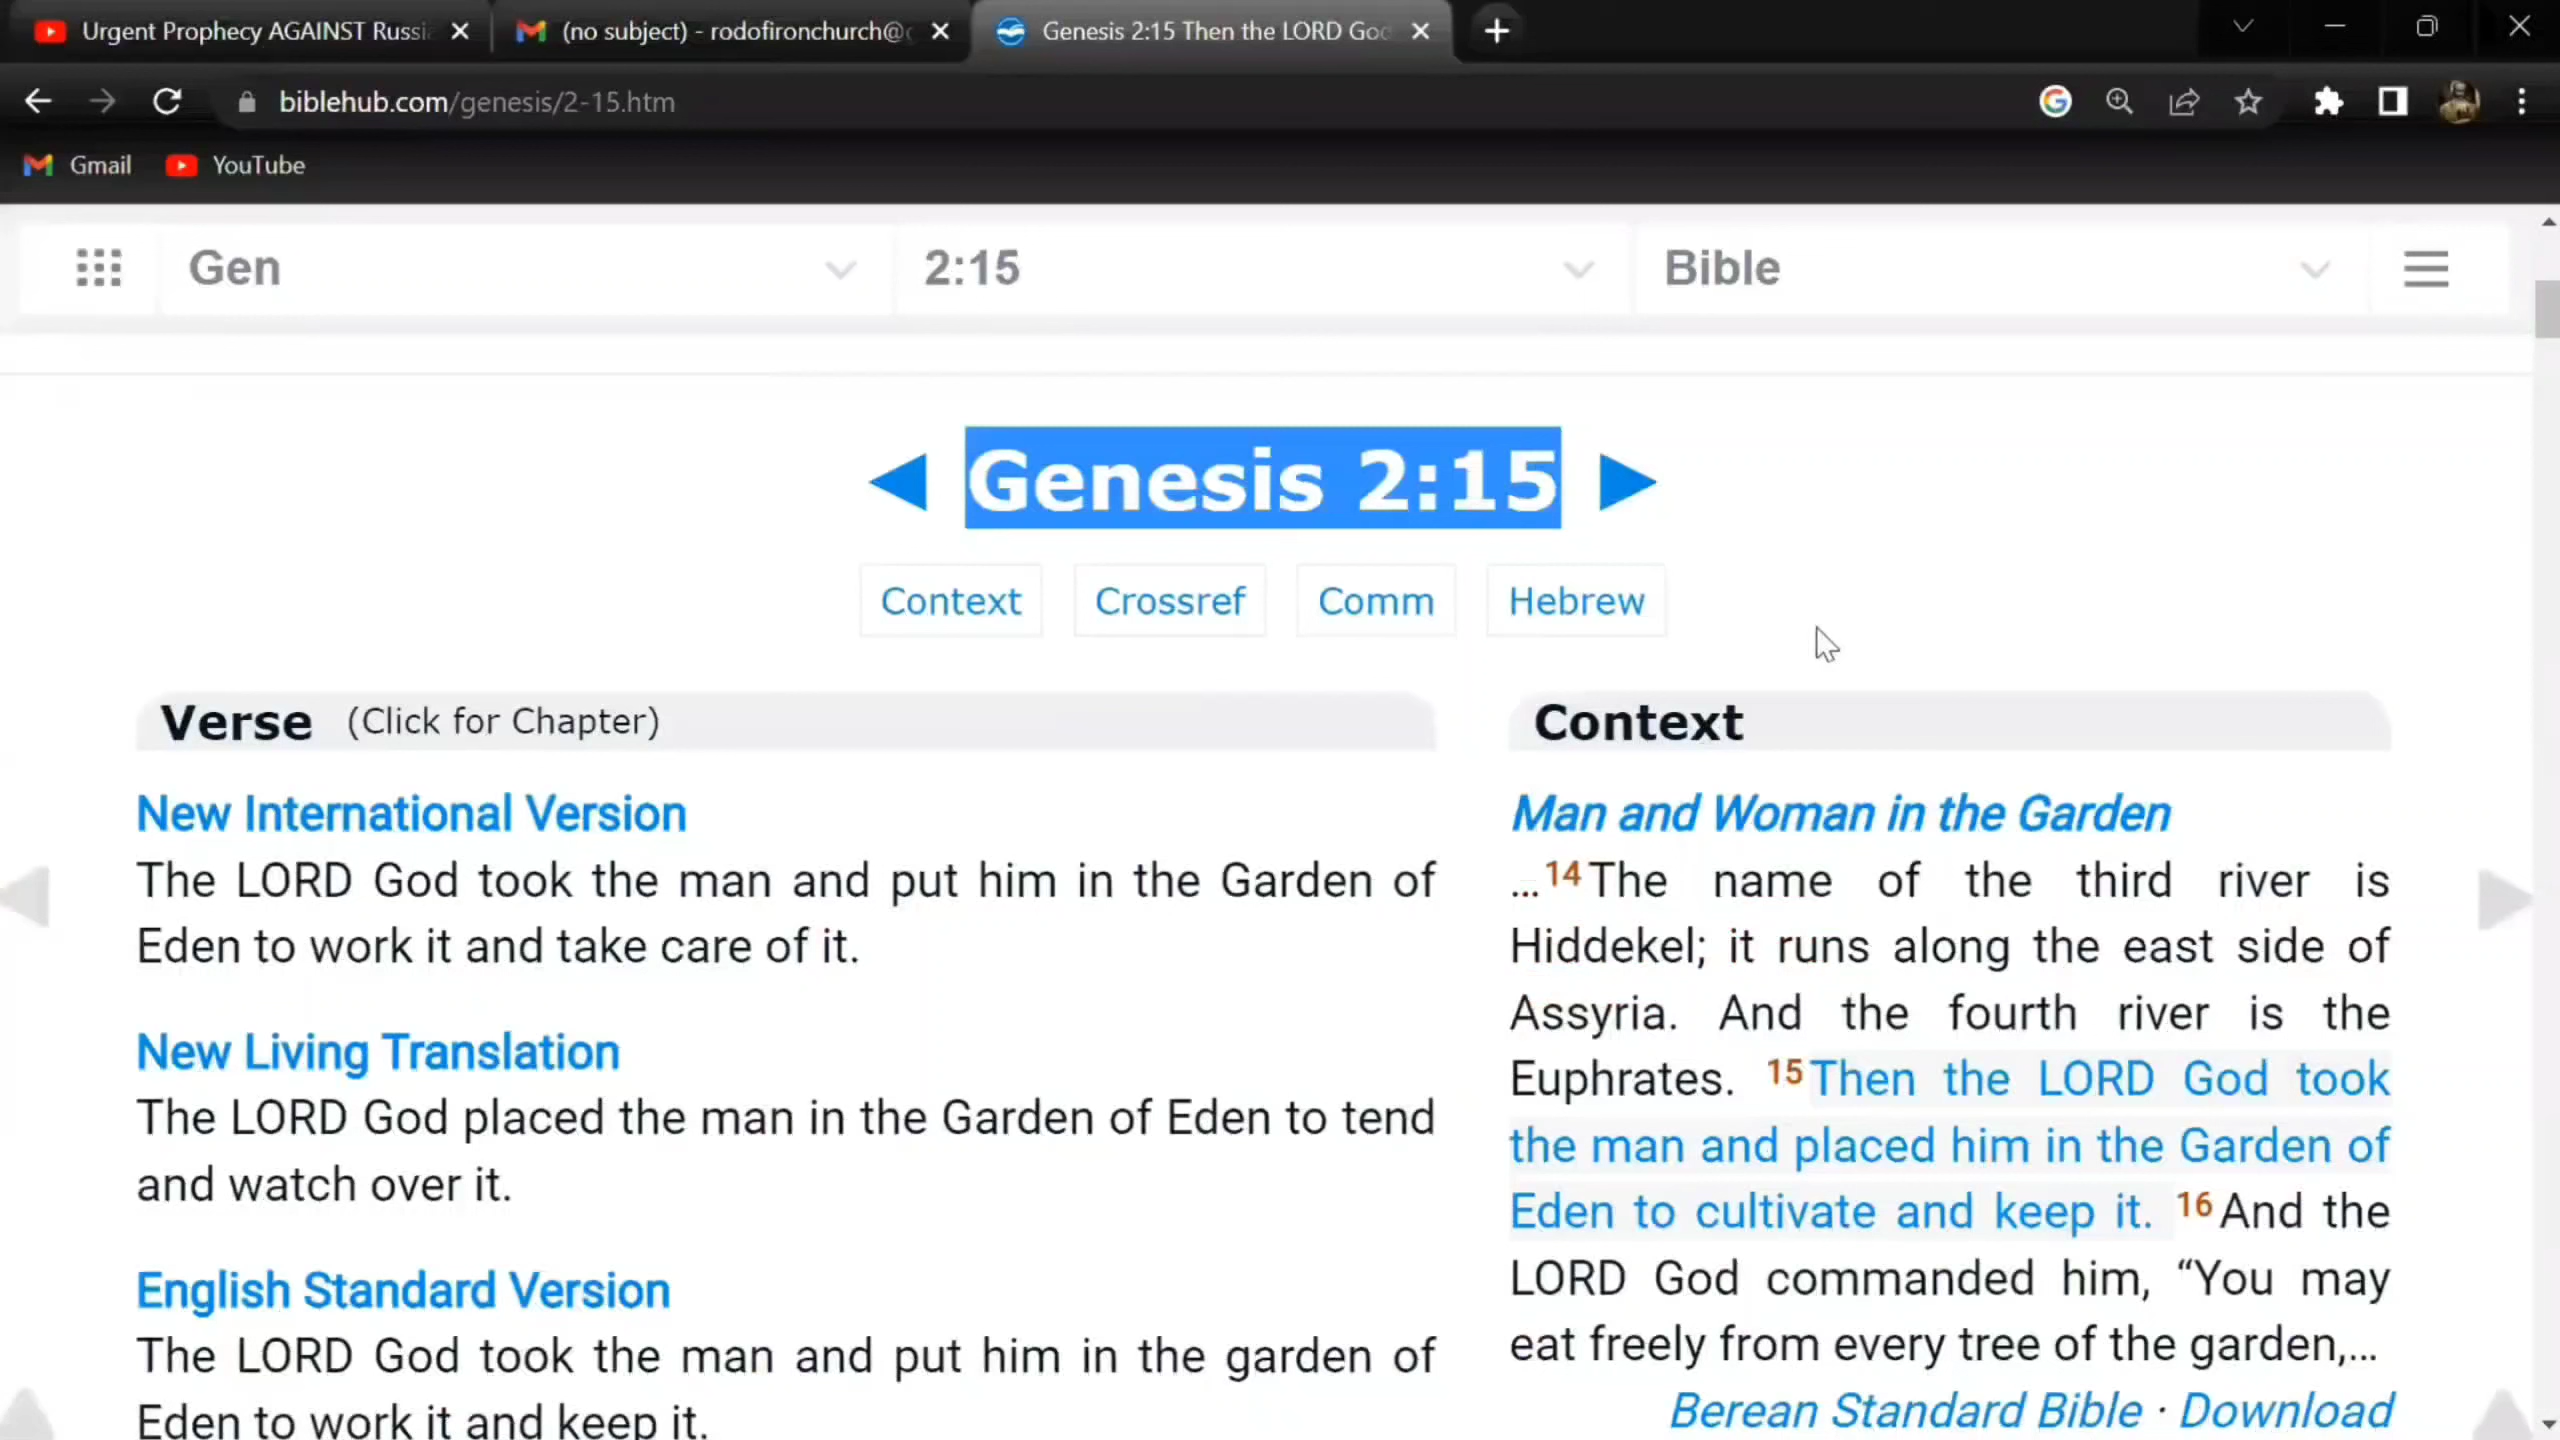 Urgent Prophecy AGAINST Russi
(no subject) - rodofironchurch@
Genesis 2:15 Then the LORD God
biblehub.com/genesis/2-15.htm
Gmail YouTube
Gen 2:15 Bible
Genesis 2:15
Context Crossref Comm Hebrew
Verse (Click for Chapter)
New International Version
The LORD God took the man and put him in the Garden of
Eden to work it and take care of it.
New Living Translation
The LORD God placed the man in the Garden of Eden to tend
and watch over it.
English Standard Version
The LORD God took the man and put him in the garden of
Eden to work it and keep it.
Context
Man and Woman in the Garden
…14The name of the third river is
Hiddekel; it runs along the east side of
Assyria. And the fourth river is the
Euphrates. 15Then the LORD God took
the man and placed him in the Garden of
Eden to cultivate and keep it. 16And the
LORD God commanded him, “You may
eat freely from every tree of the garden,…
Berean Standard Bible · Download